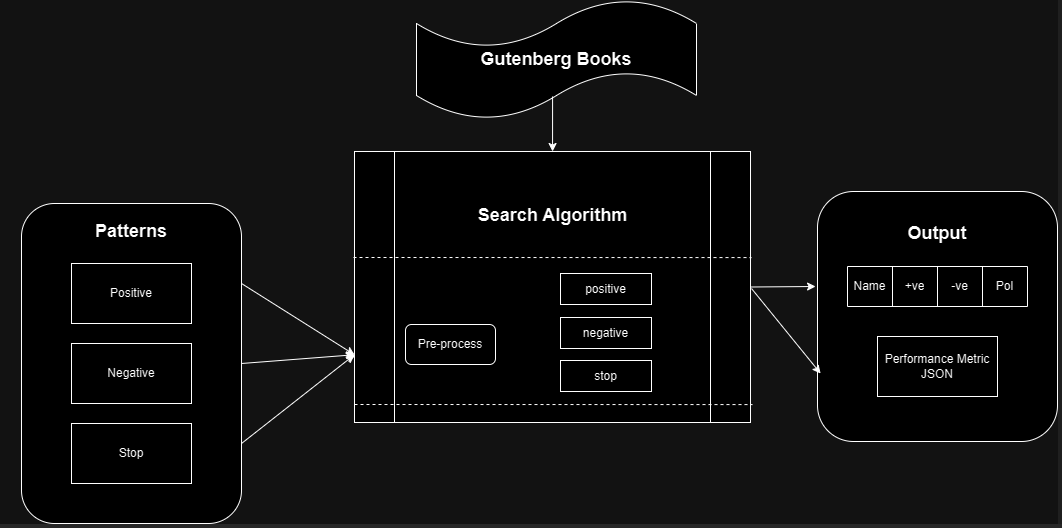 Gutenberg Books
Patterns
Positive
Negative
Stop
Search Algorithm
Pre-process
positive
negative
stop
Output
Name +ve -ve Pol
Performance Metric
JSON